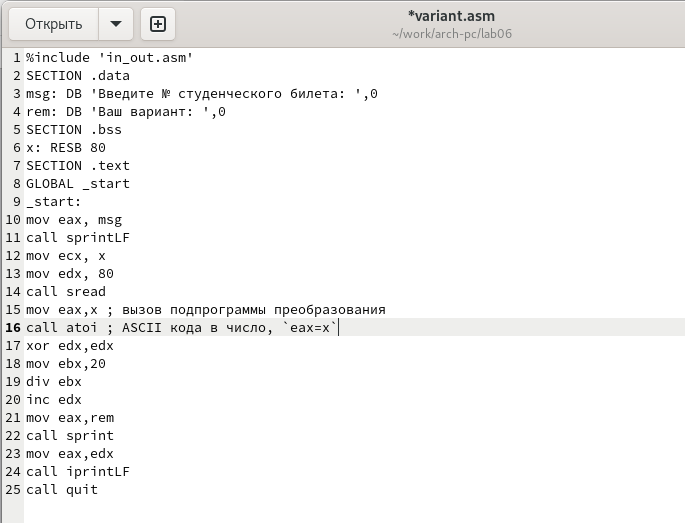 Открыть
*variant.asm
~/work/arch-pc/lab06
1 %include 'in_out.asm'
2 SECTION .data
3 msg: DB 'Введите № студенческого билета: ',0
4 rem: DB 'Ваш вариант: ',0
5 SECTION .bss
6 x: RESB 80
7 SECTION .text
8 GLOBAL _start
9 _start:
10 mov eax, msg
11 call sprintLF
12 mov ecx, x
13 mov edx, 80
14 call sread
15 mov eax,x ; вызов подпрограммы преобразования
16 call atoi ; ASCII кода в число, `eax=x`
17 xor edx,edx
18 mov ebx,20
19 div ebx
20 inc edx
21 mov eax,rem
22 call sprint
23 mov eax,edx
24 call iprintLF
25 call quit